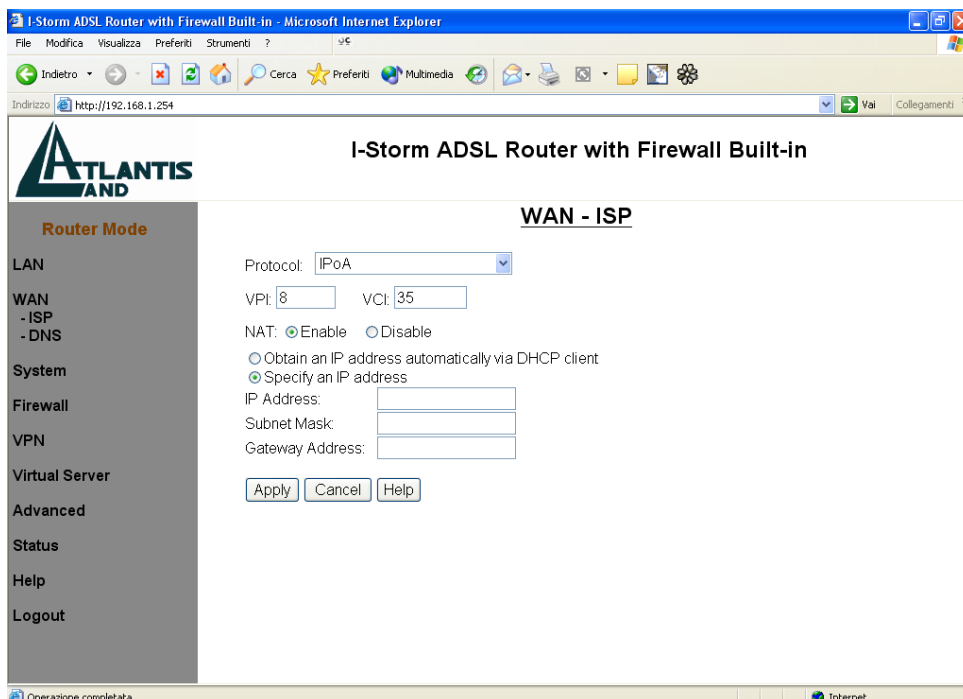 I-Storm ADSL Router with Firewall Built-in - Microsoft Internet Explorer
File Modifica Visualizza Preferiti Strumenti ?
Indietro Cerca Preferiti Multimedia
Indirizzo http://192.168.1.254 Vai Collegamenti
ATLANTIS
LAND
I-Storm ADSL Router with Firewall Built-in
Router Mode
LAN
WAN
- ISP
- DNS
System
Firewall
VPN
Virtual Server
Advanced
Status
Help
Logout
WAN - ISP
Protocol: IPoA
VPI: 8 VCI: 35
NAT: Enable Disable
Obtain an IP address automatically via DHCP client
Specify an IP address
IP Address:
Subnet Mask:
Gateway Address:
Apply Cancel Help
Operazione completata Internet